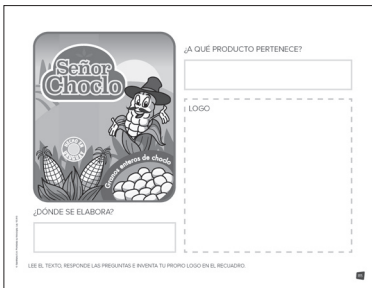 Señor
Choclo
Granos enteros de choclo
¿A QUÉ PRODUCTO PERTENECE?
LOGO
¿DÓNDE SE ELABORA?
LEE EL TEXTO, RESPONDE LAS PREGUNTAS E INVENTA TU PROPIO LOGO EN EL RECUADRO.